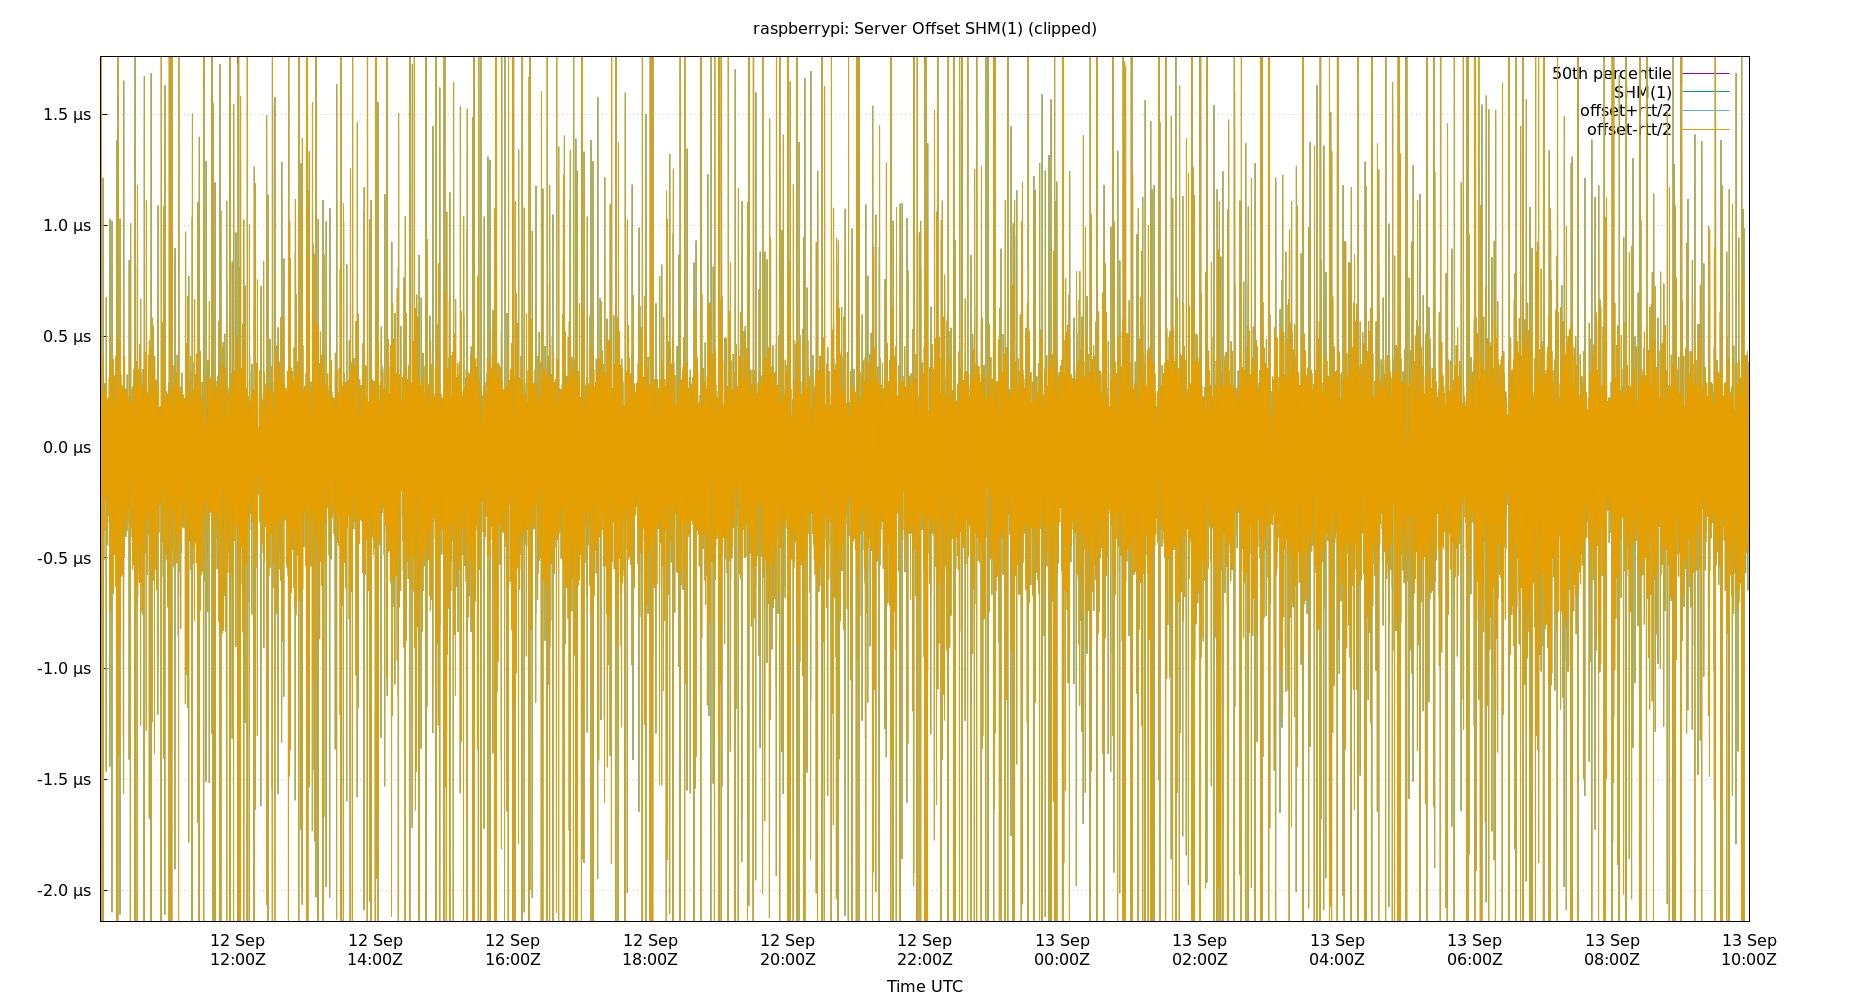 raspberrypi: Server Offset SHM(1) (clipped)
50th percentile
SHM(1)
offset+rtt/2
offset-rtt/2
1.5 µs
1.0 µs
0.5 µs
0.0 µs
-0.5 µs
-1.0 µs
-1.5 µs
-2.0 µs
12 Sep 12 Sep 12 Sep 12 Sep 12 Sep 12 Sep 13 Sep 13 Sep 13 Sep 13 Sep 13 Sep 13 Sep
12:00Z 14:00Z 16:00Z 18:00Z 20:00Z 22:00Z 00:00Z 02:00Z 04:00Z 06:00Z 08:00Z 10:00Z
Time UTC